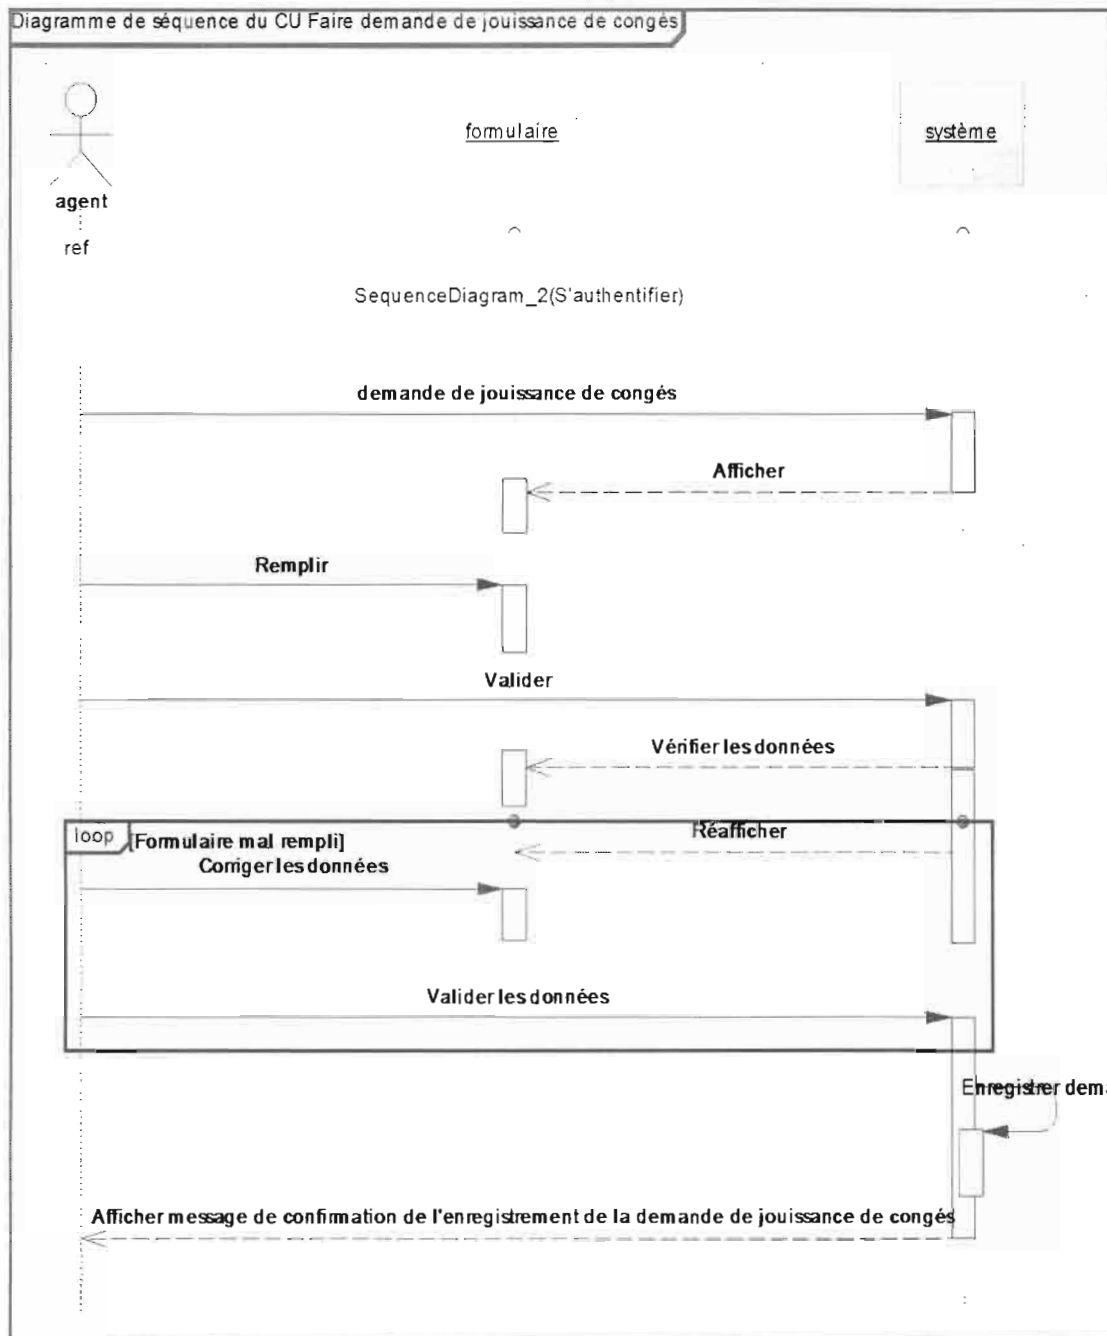 Diagramme de séquence du CU Faire demande de jouissance de congés
formulaire
système
agent
ref
SequenceDiagram_2(S'authentifier)
demande de jouissance de congés
Afficher
Remplir
Valider
Vérifier les données
loop
[Formulaire mal rempli]
Réafficher
Corriger les données
Valider les données
Enregistrer dema
Afficher message de confirmation de l'enregistrement de la demande de jouissance de congés